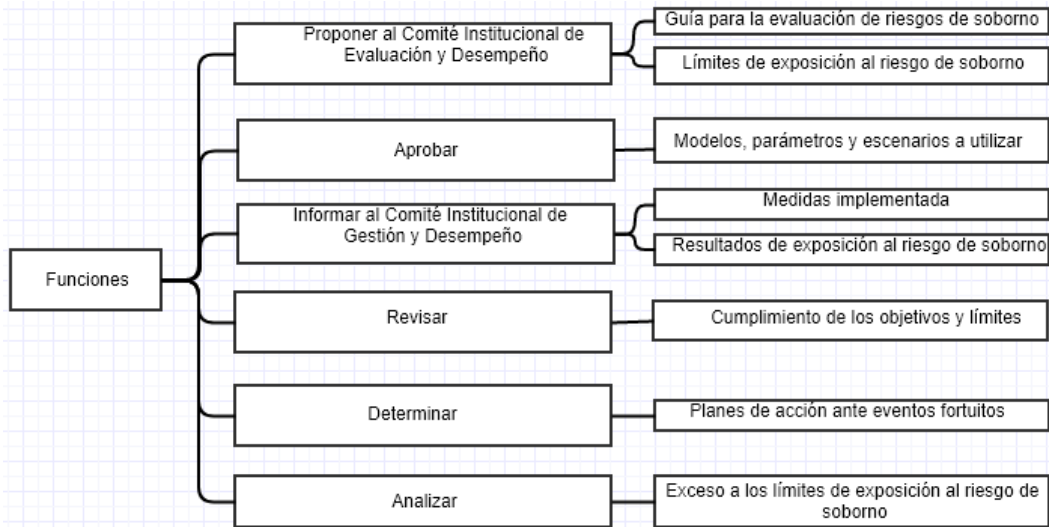 Proponer al Comité Institucional de
Evaluación y Desempeño
Guía para la evaluación de riesgos de soborno
Límites de exposición al riesgo de soborno
Aprobar
Modelos, parámetros y escenarios a utilizar
Informar al Comité Institucional de
Gestión y Desempeño
Medidas implementada
Resultados de exposición al riesgo de soborno
Funciones
Revisar
Cumplimiento de los objetivos y límites
Determinar
Planes de acción ante eventos fortuitos
Analizar
Exceso a los límites de exposición al riesgo de
soborno